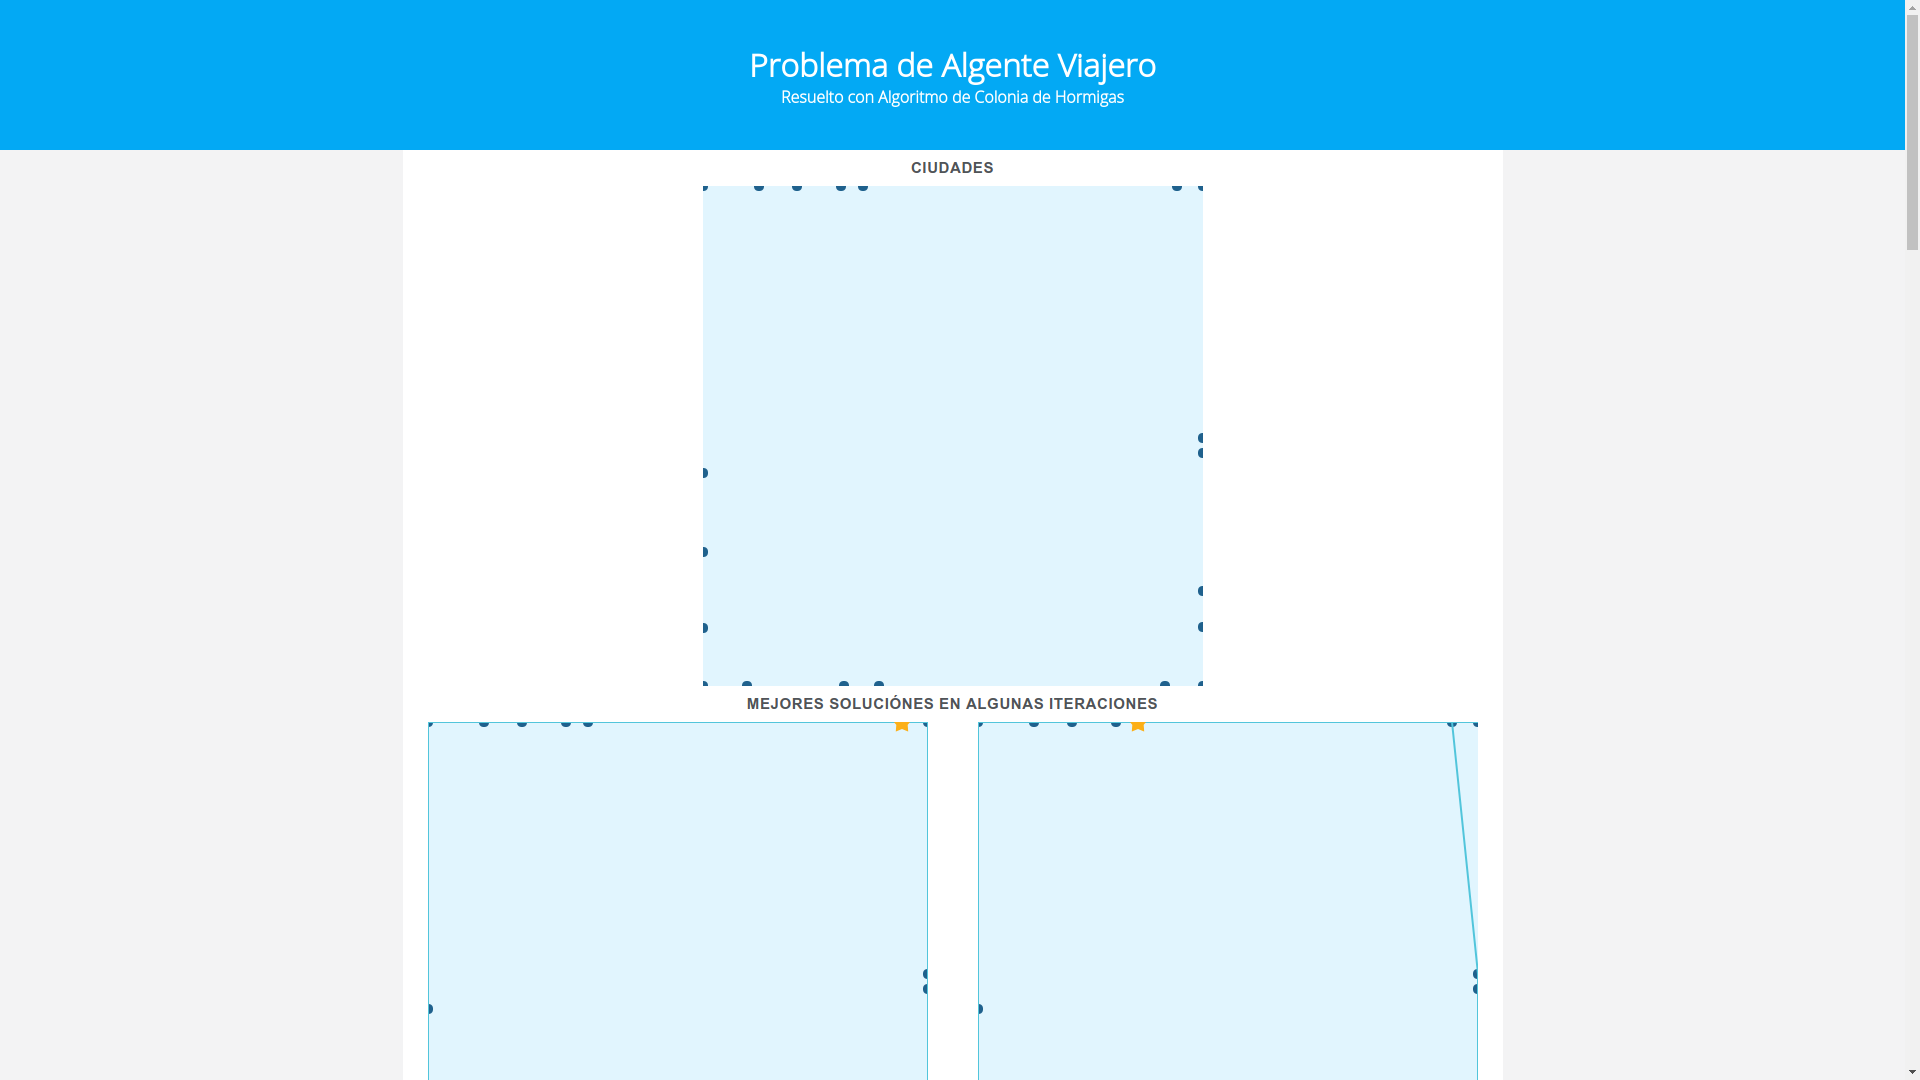 Problema de Algente Viajero
Resuelto con Algoritmo de Colonia de Hormigas
CIUDADES
MEJORES SOLUCIÓNES EN ALGUNAS ITERACIONES